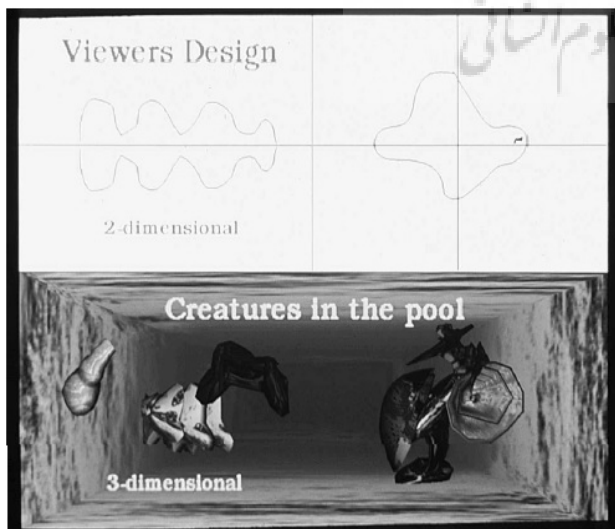 Viewers Design
2-dimensional
Creatures in the pool
3-dimensional